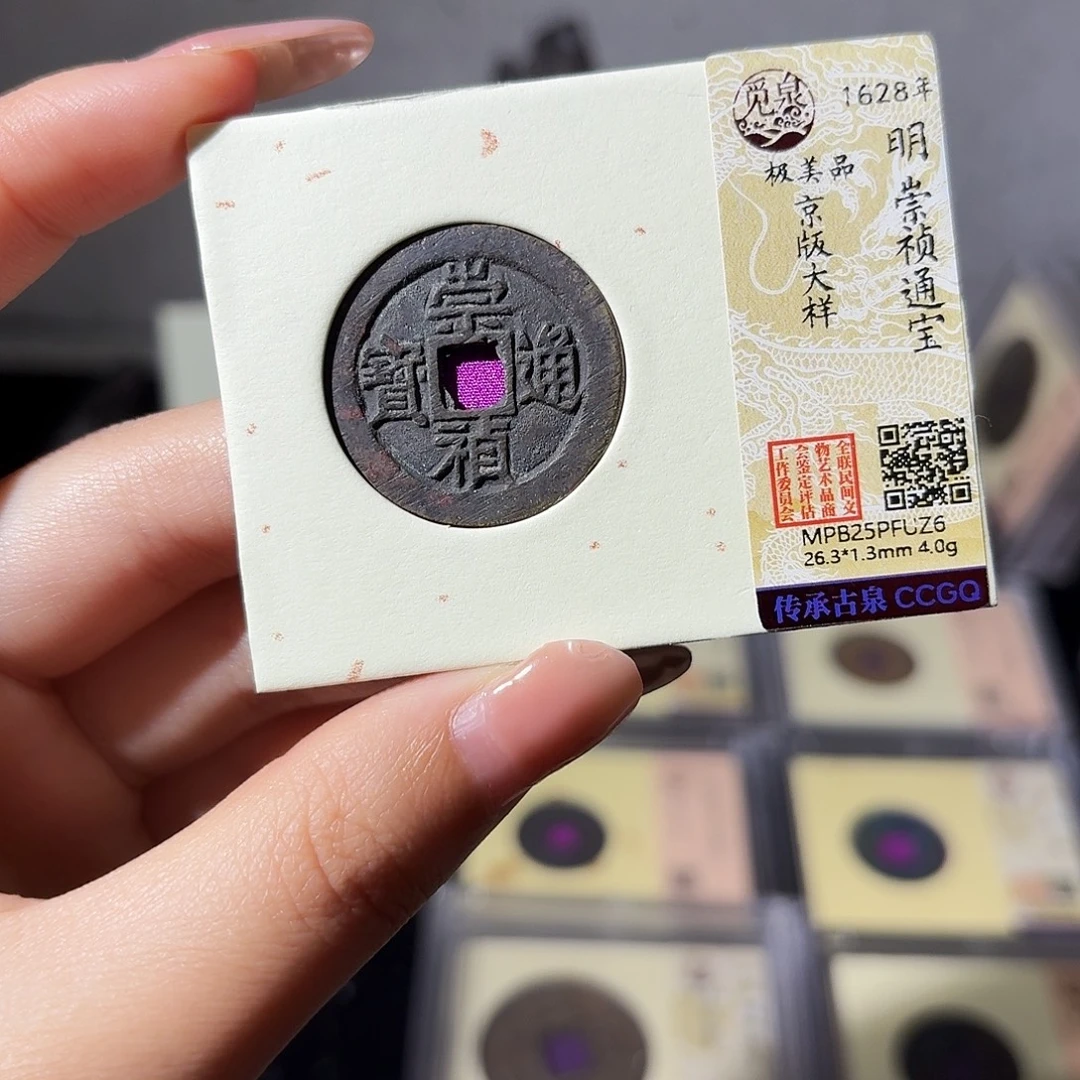 崇禎通寶
觅泉
1628年
明崇祯通宝
极美品
京版大样
全联民间文
物艺术品商
会鉴定评估
工作委员会
MPB25PFUZ6
26.3*1.3mm 4.0g
传承古泉 CCGQ